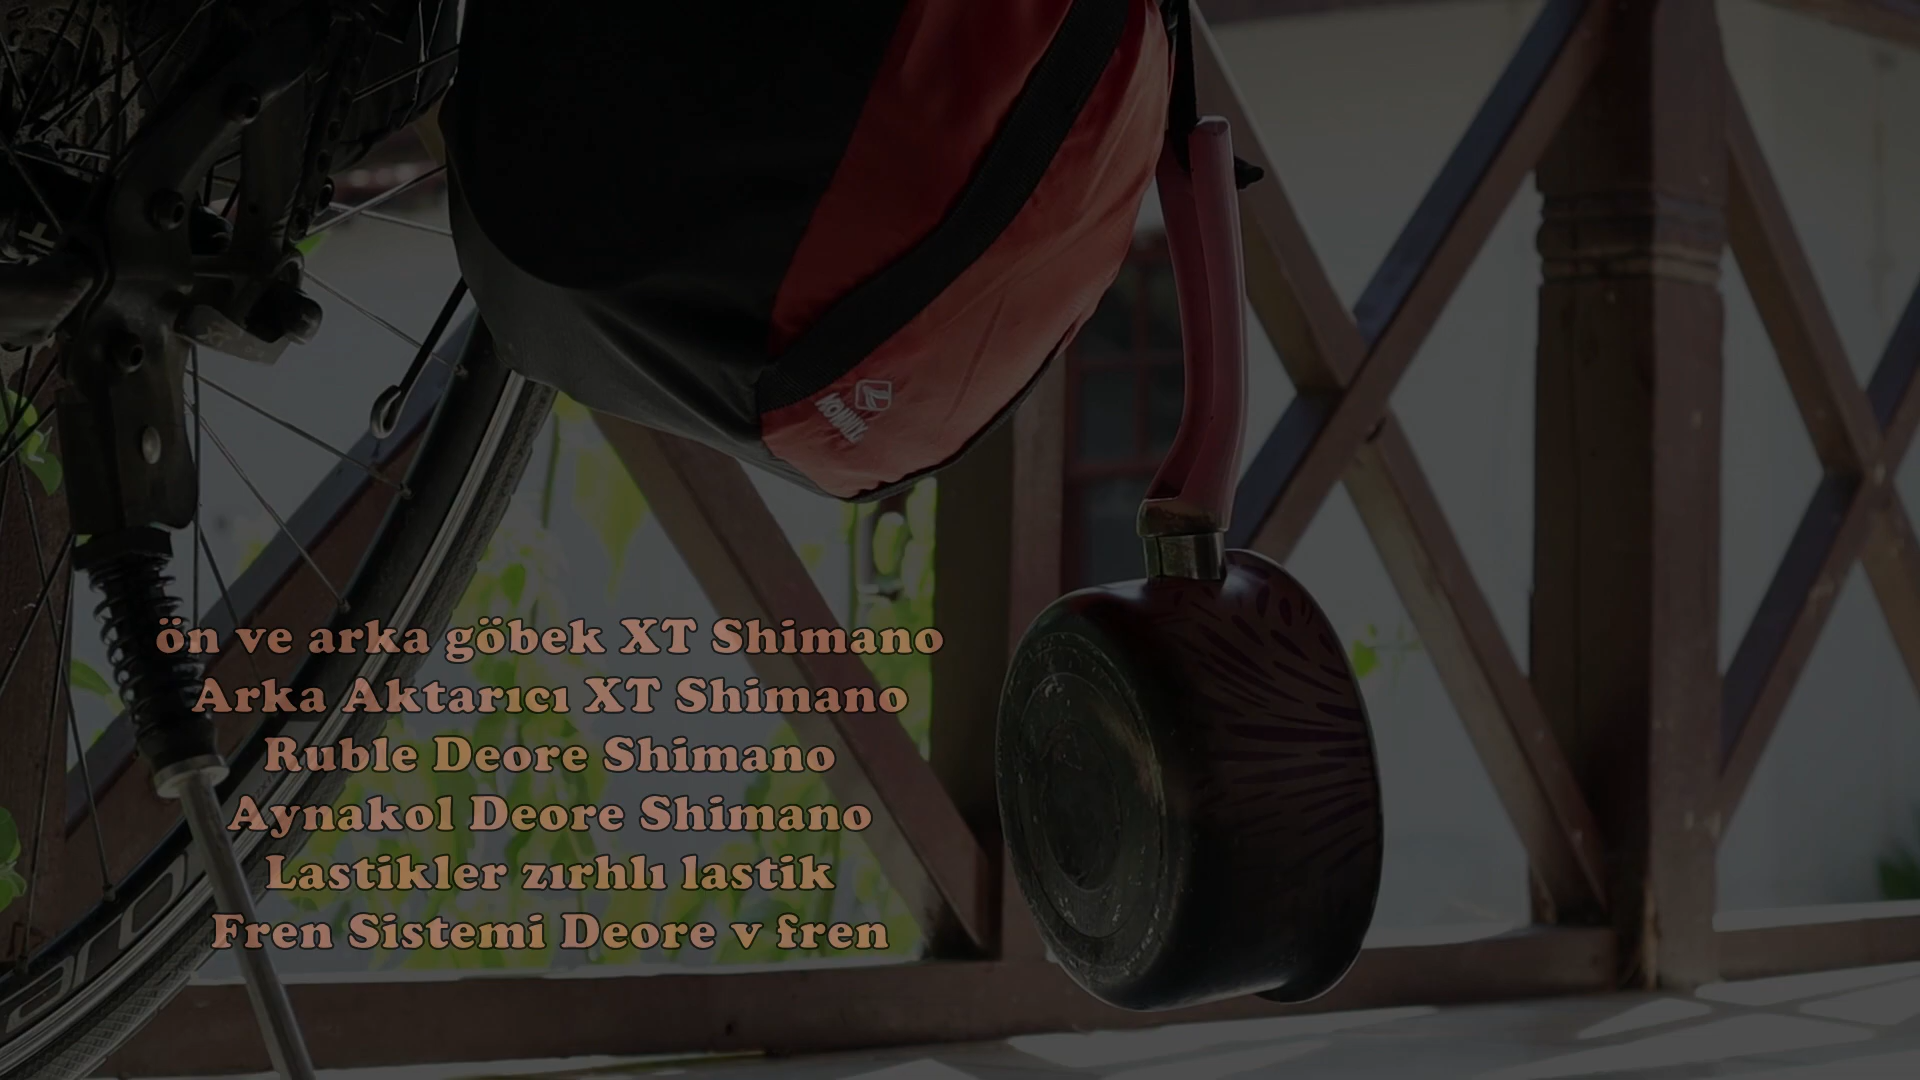 ön ve arka göbek XT Shimano
Arka Aktarıcı XT Shimano
Ruble Deore Shimano
Aynakol Deore Shimano
Lastikler zırhlı lastik
Fren Sistemi Deore v fren